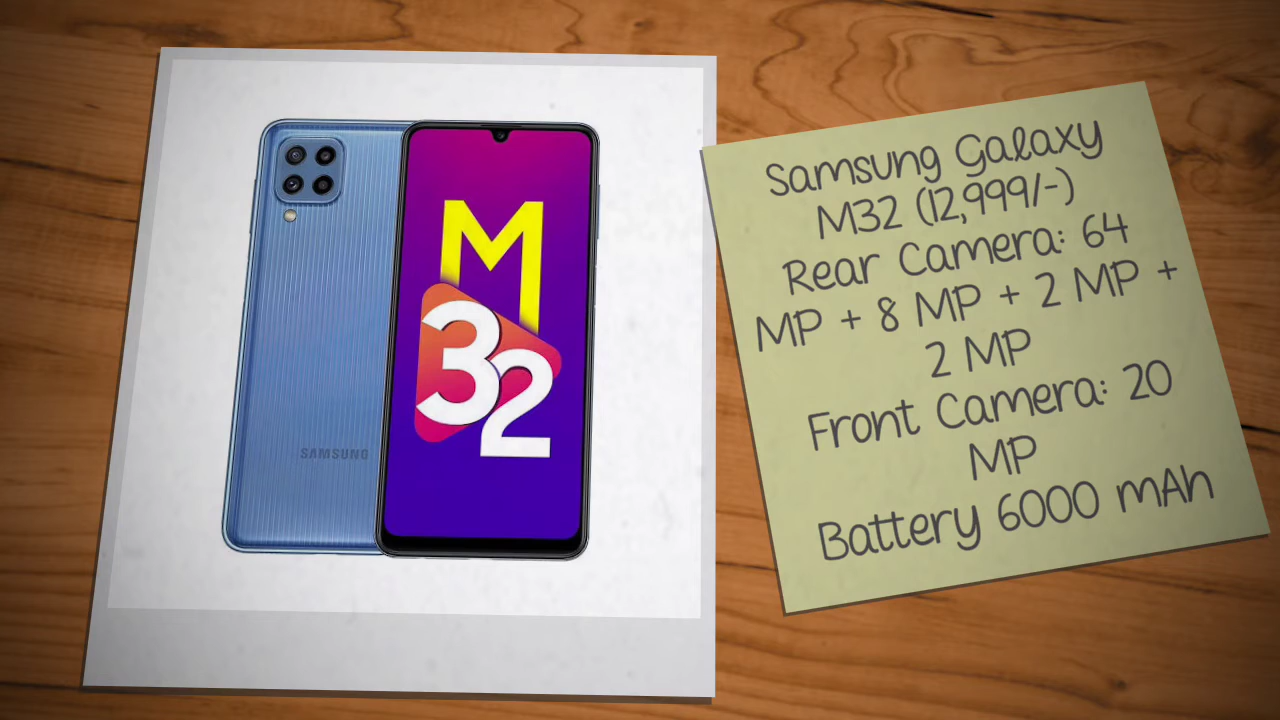 SAMSUNG
M
32
Samsung Galaxy
M32 (12,999/-)
Rear Camera: 64
MP + 8 MP + 2 MP +
2 MP
Front Camera: 20
MP
Battery 6000 mAh